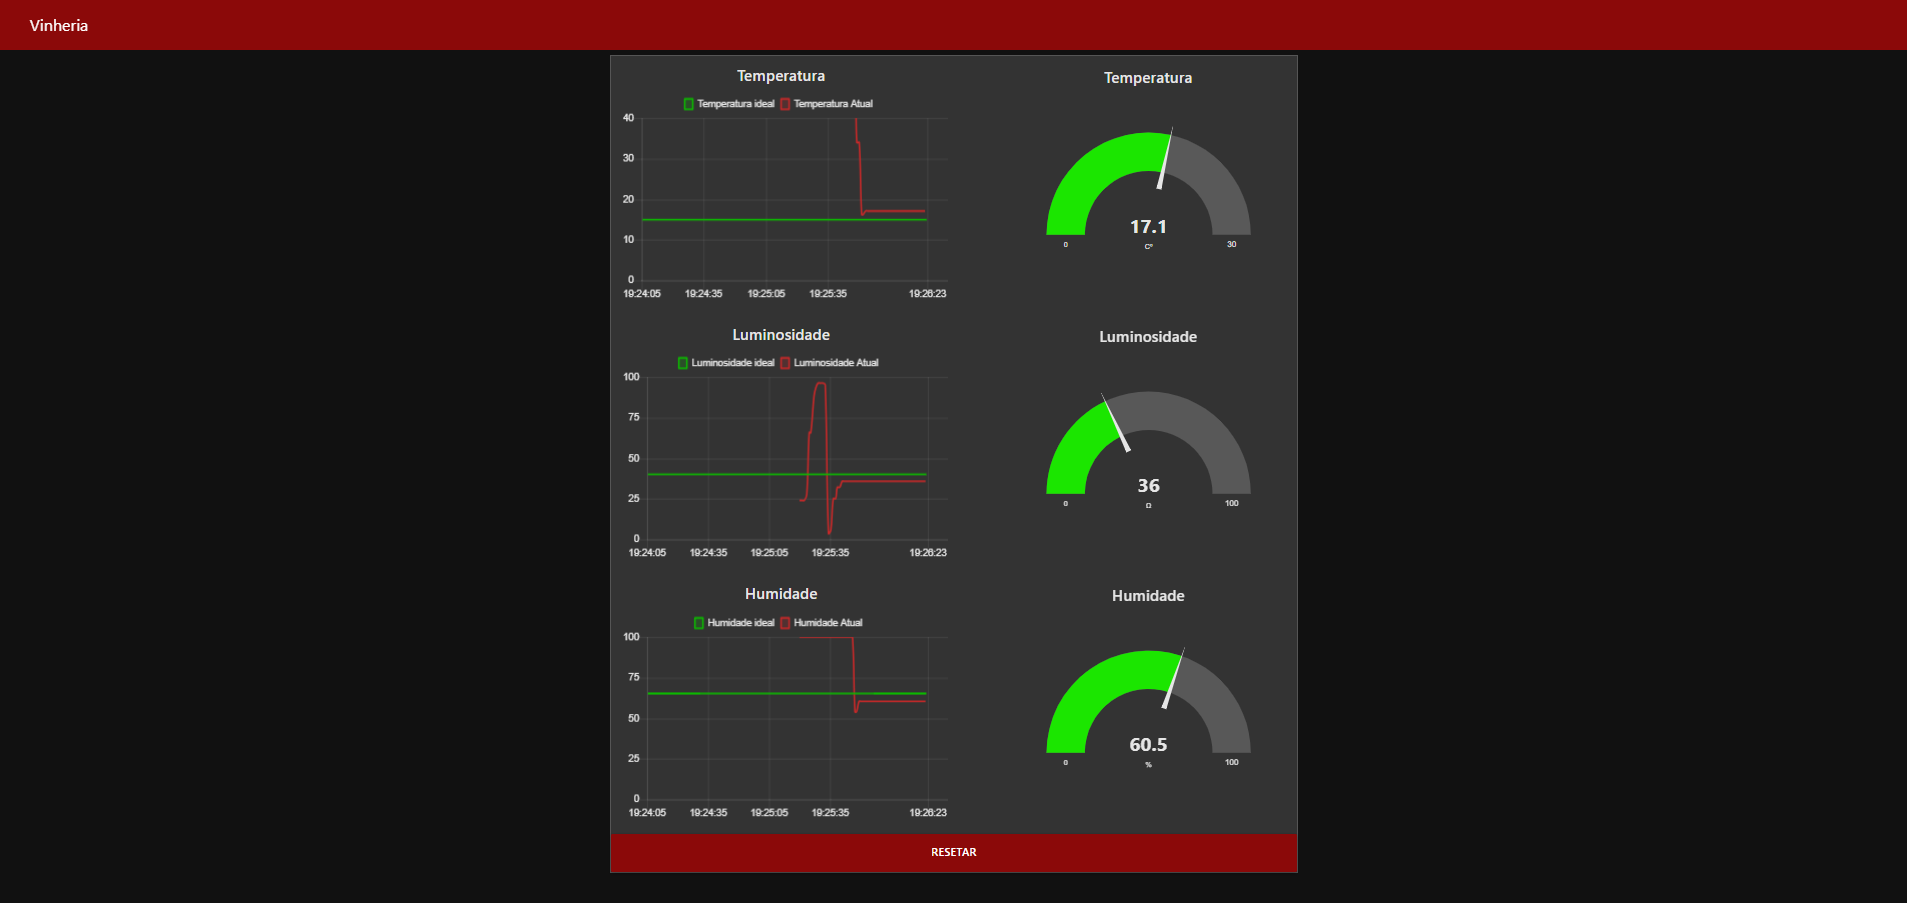 Vinheria
Temperatura
Temperatura ideal Temperatura Atual
40
30
20
10
0
19:24:05 19:24:35 19:25:05 19:25:35 19:26:23
Temperatura
17.1
0 Cº 30
Luminosidade
Luminosidade ideal Luminosidade Atual
100
75
50
25
0
19:24:05 19:24:35 19:25:05 19:25:35 19:26:23
Luminosidade
36
0 Ω 100
Humidade
Humidade ideal Humidade Atual
100
75
50
25
0
19:24:05 19:24:35 19:25:05 19:25:35 19:26:23
Humidade
60.5
0 % 100
RESETAR